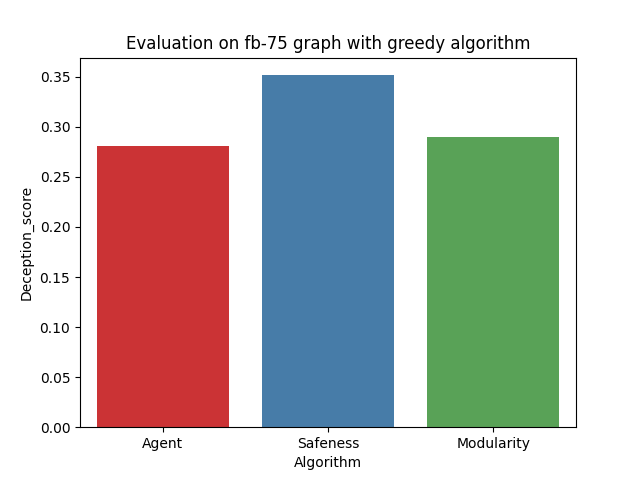 Evaluation on fb-75 graph with greedy algorithm
Deception_score
0.35
0.30
0.25
0.20
0.15
0.10
0.05
0.00
Agent
Safeness
Modularity
Algorithm